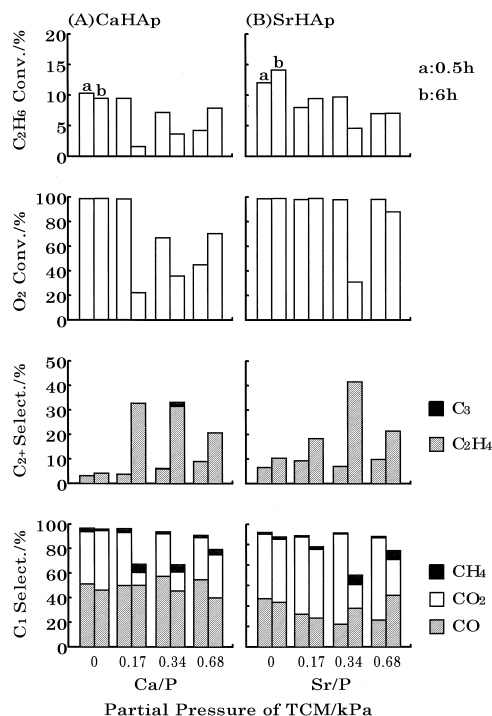 (A)CaHAp (B)SrHAp
C2H6 Conv./%
20
15
10
5
0
a b
a b
a:0.5h
b:6h
O2 Conv./%
100
80
60
40
20
0
C2+ Select./%
50
40
30
20
10
0
C3
C2H4
C1 Select./%
100
80
60
40
20
0
CH4
CO2
CO
0 0.17 0.34 0.68 0 0.17 0.34 0.68
Ca/P Sr/P
Partial Pressure of TCM/kPa